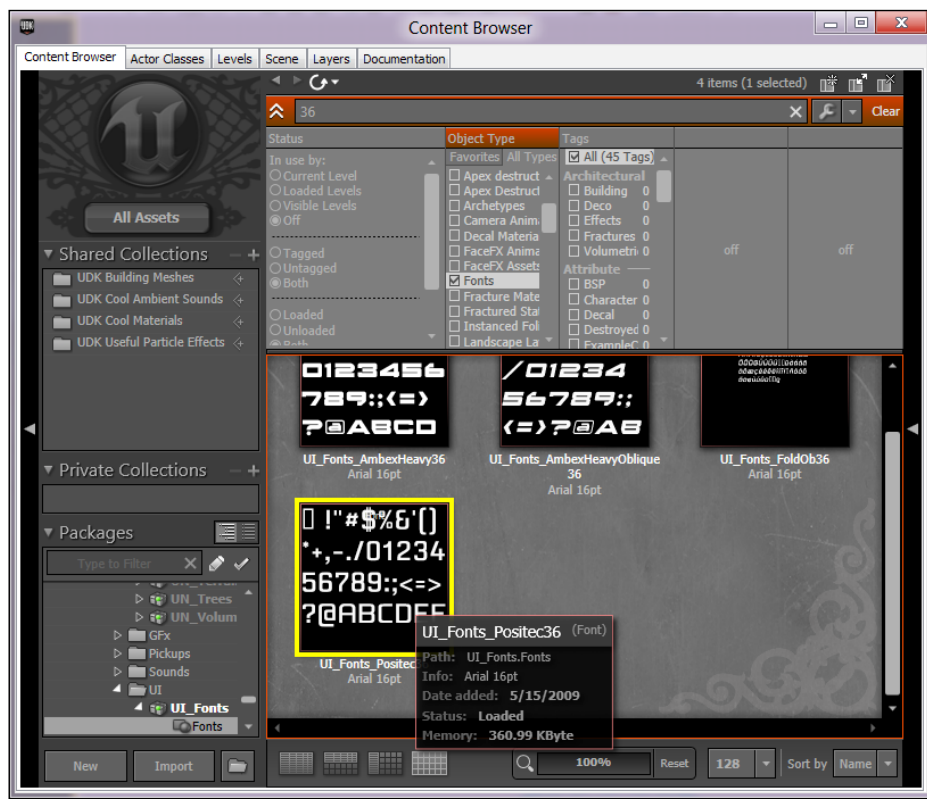 Content Browser
Content Browser Actor Classes Levels Scene Layers Documentation
4 items (1 selected)
36 Clear
All Assets
Shared Collections
UDK Building Meshes
UDK Cool Ambient Sounds
UDK Cool Materials
UDK Useful Particle Effects
Private Collections
Packages
Type to Filter
UN_Trees
UN_Volum
GFx
Pickups
Sounds
UI
UI_Fonts
Fonts
New Import
Status
In use by:
Current Level
Loaded Levels
Visible Levels
Off
Tagged
Untagged
Both
Loaded
Unloaded
Both
Object Type
Favorites All Types
Apex destruct
Apex Destruct
Archetypes
Camera Anim
Decal Materia
FaceFX Anima
FaceFX Assets
Fonts
Fracture Mate
Fractured Stat
Instanced Foli
Landscape La
Tags
All (45 Tags)
Architectural
Building 0
Deco 0
Effects 0
Fractures 0
Volumetri 0
Attribute
BSP 0
Character 0
Decal 0
Destroyed 0
ExampleC 0
off
off
0123456
789:;<=>
?@ABCD
UI_Fonts_AmbexHeavy36
Arial 16pt
/01234
56789:;
<=>?@AB
UI_Fonts_AmbexHeavyOblique
36
Arial 16pt
UI_Fonts_FoldOb36
Arial 16pt
!"#$%&'()
*+,-./01234
56789:;<=>
?@ABCDEF
UI_Fonts_Positec
Arial 16pt
UI_Fonts_Positec36 (Font)
Path: UI_Fonts.Fonts
Info: Arial 16pt
Date added: 5/15/2009
Status: Loaded
Memory: 360.99 KByte
100% Reset 128 Sort by Name